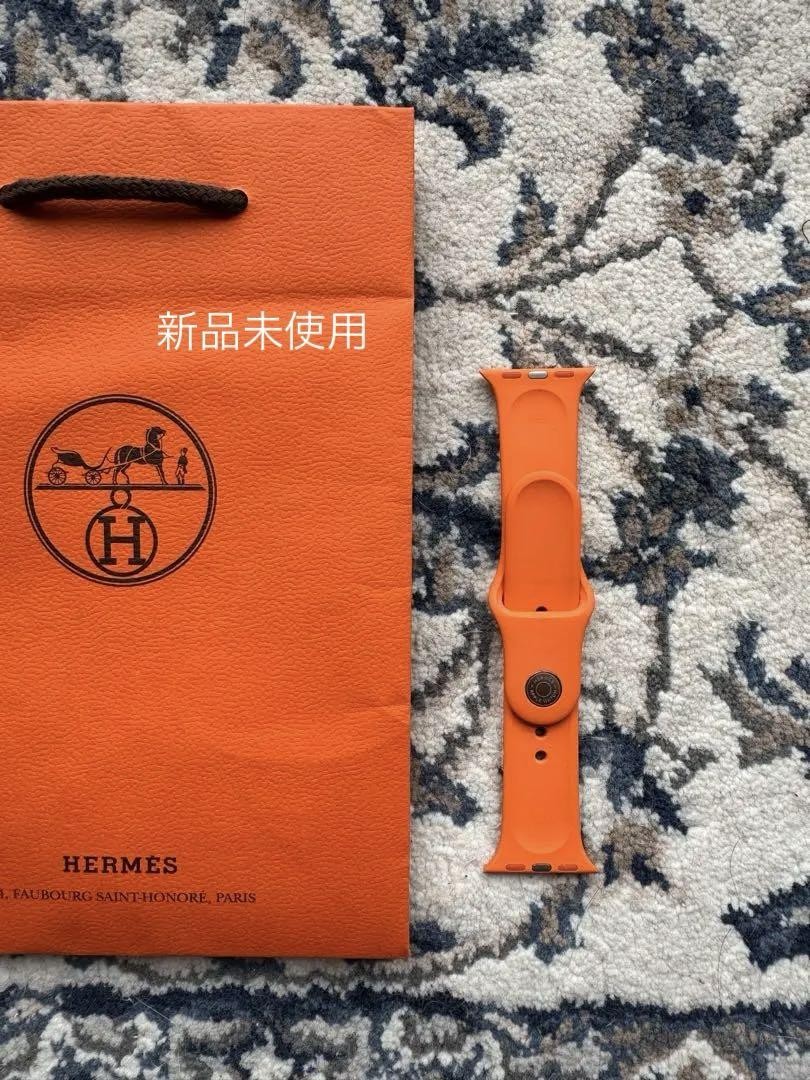 新品未使用
H
HERMÈS
FAUBOURG SAINT-HONORÉ, PARIS